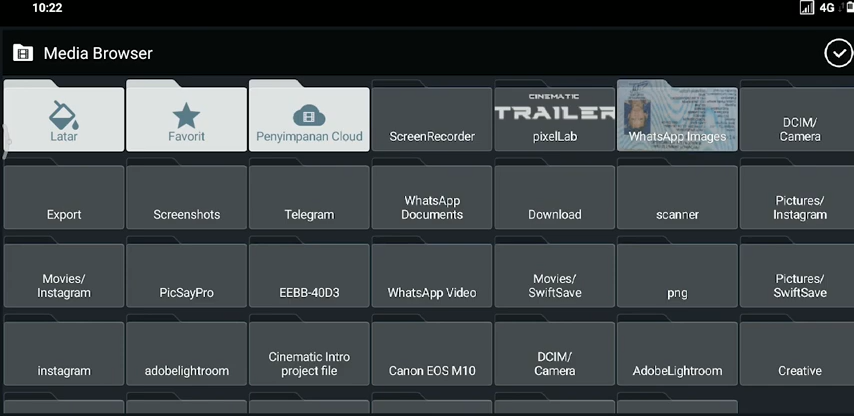 10:22
4G
Media Browser
Latar
Favorit
Penyimpanan Cloud
ScreenRecorder
CINEMATIC
TRAILER
pixelLab
WhatsApp Images
DCIM/
Camera
Export
Screenshots
Telegram
WhatsApp
Documents
Download
scanner
Pictures/
Instagram
Movies/
Instagram
PicSayPro
EEBB-40D3
WhatsApp Video
Movies/
SwiftSave
png
Pictures/
SwiftSave
instagram
adobelightroom
Cinematic Intro
project file
Canon EOS M10
DCIM/
Camera
AdobeLightroom
Creative